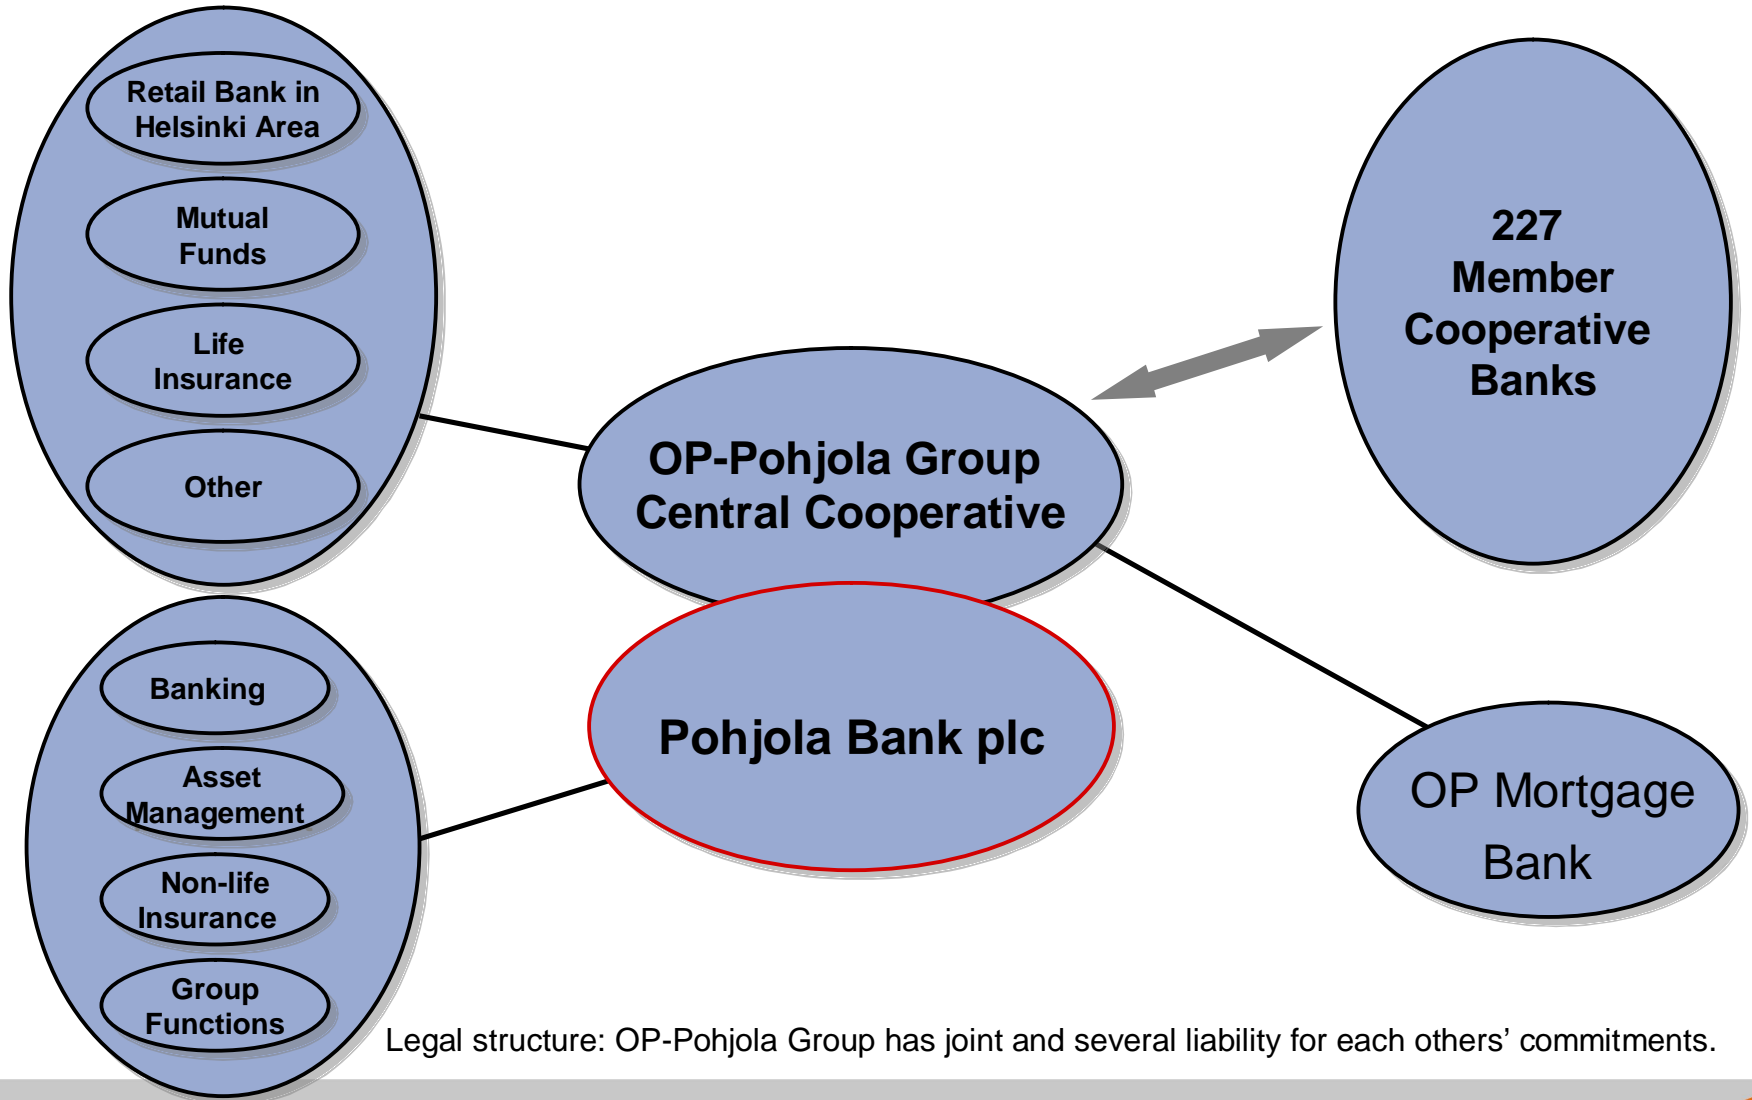 Retail Bank in
Helsinki Area
Mutual
Funds
Life
Insurance
Other
Banking
Asset
Management
Non-life
Insurance
Group
Functions
OP-Pohjola Group
Central Cooperative
Pohjola Bank plc
227
Member
Cooperative
Banks
OP Mortgage
Bank
Legal structure: OP-Pohjola Group has joint and several liability for each others’ commitments.